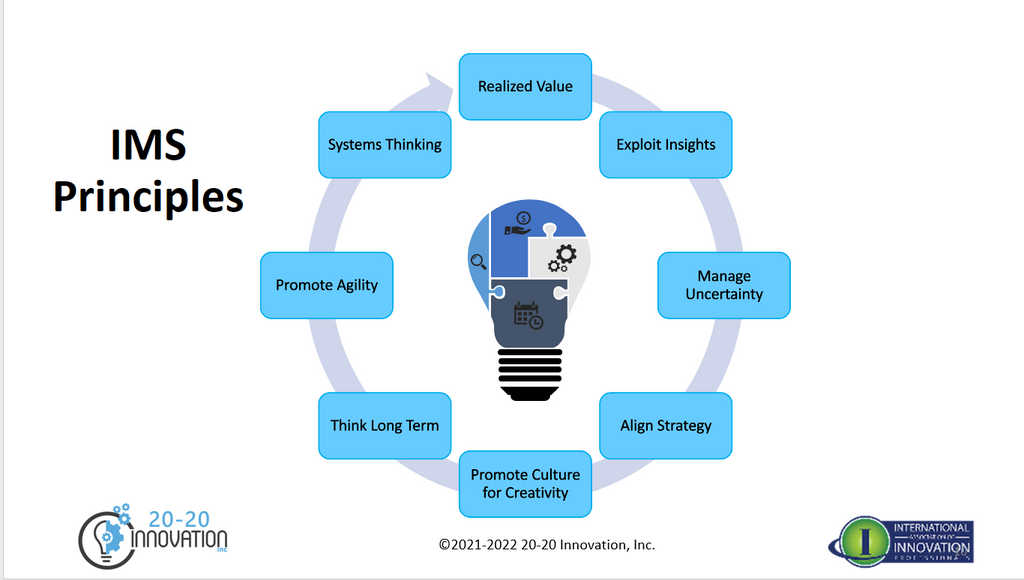 IMS
Principles
Realized Value
Exploit Insights
Manage
Uncertainty
Align Strategy
Promote Culture
for Creativity
Think Long Term
Promote Agility
Systems Thinking
$
20-20
INNOVATION
inc
©2021-2022 20-20 Innovation, Inc.
I
INTERNATIONAL
ASSOCIATION OF
INNOVATION
PROFESSIONALS